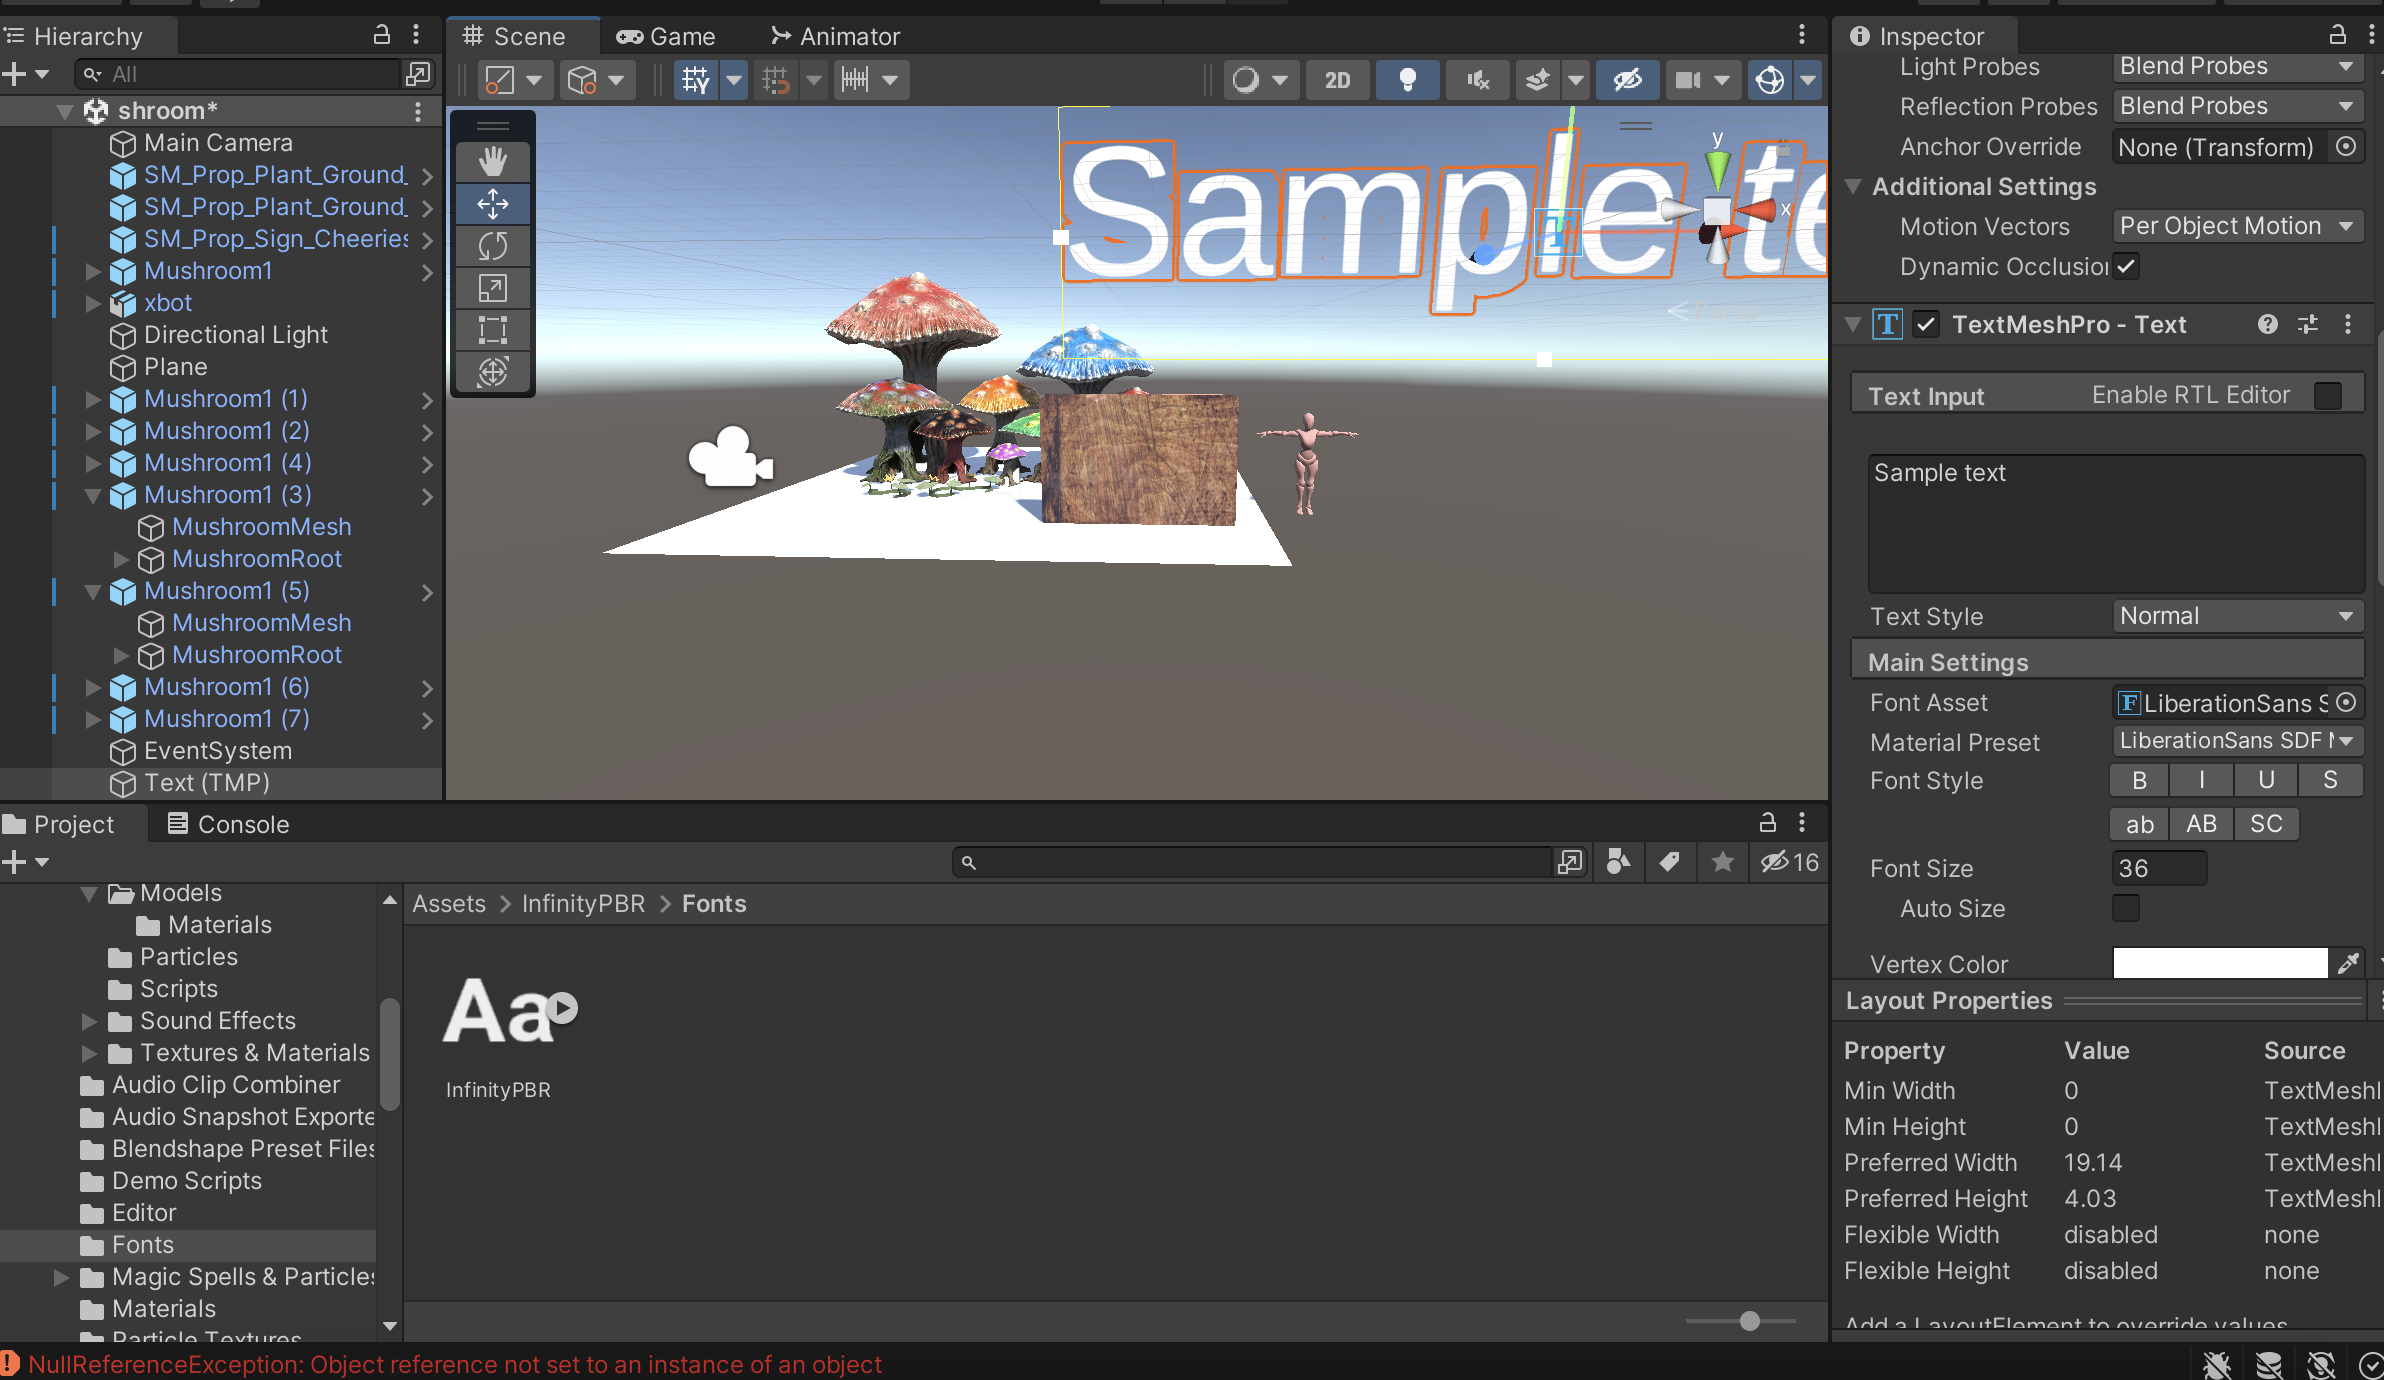 Hierarchy
All
shroom*
Main Camera
SM_Prop_Plant_Ground_
SM_Prop_Plant_Ground_
SM_Prop_Sign_Cheeries
Mushroom1
xbot
Directional Light
Plane
Mushroom1 (1)
Mushroom1 (2)
Mushroom1 (4)
Mushroom1 (3)
MushroomMesh
MushroomRoot
Mushroom1 (5)
MushroomMesh
MushroomRoot
Mushroom1 (6)
Mushroom1 (7)
EventSystem
Text (TMP)
Scene Game Animator
2D
Sample te
y
x
Persp
Inspector
Light Probes Blend Probes
Reflection Probes Blend Probes
Anchor Override None (Transform)
Additional Settings
Motion Vectors Per Object Motion
Dynamic Occlusion
TextMeshPro - Text
Text Input Enable RTL Editor
Sample text
Text Style Normal
Main Settings
Font Asset LiberationSans S
Material Preset LiberationSans SDF
Font Style B I U S
ab AB SC
Font Size 36
Auto Size
Vertex Color
Layout Properties
Property Value Source
Min Width 0 TextMeshI
Min Height 0 TextMeshI
Preferred Width 19.14 TextMeshI
Preferred Height 4.03 TextMeshI
Flexible Width disabled none
Flexible Height disabled none
Add a LayoutElement to override values
Project Console
16
Models
Materials
Particles
Scripts
Sound Effects
Textures & Materials
Audio Clip Combiner
Audio Snapshot Exporte
Blendshape Preset Files
Demo Scripts
Editor
Fonts
Magic Spells & Particles
Materials
Particle Textures
Assets > InfinityPBR > Fonts
Aa
InfinityPBR
NullReferenceException: Object reference not set to an instance of an object